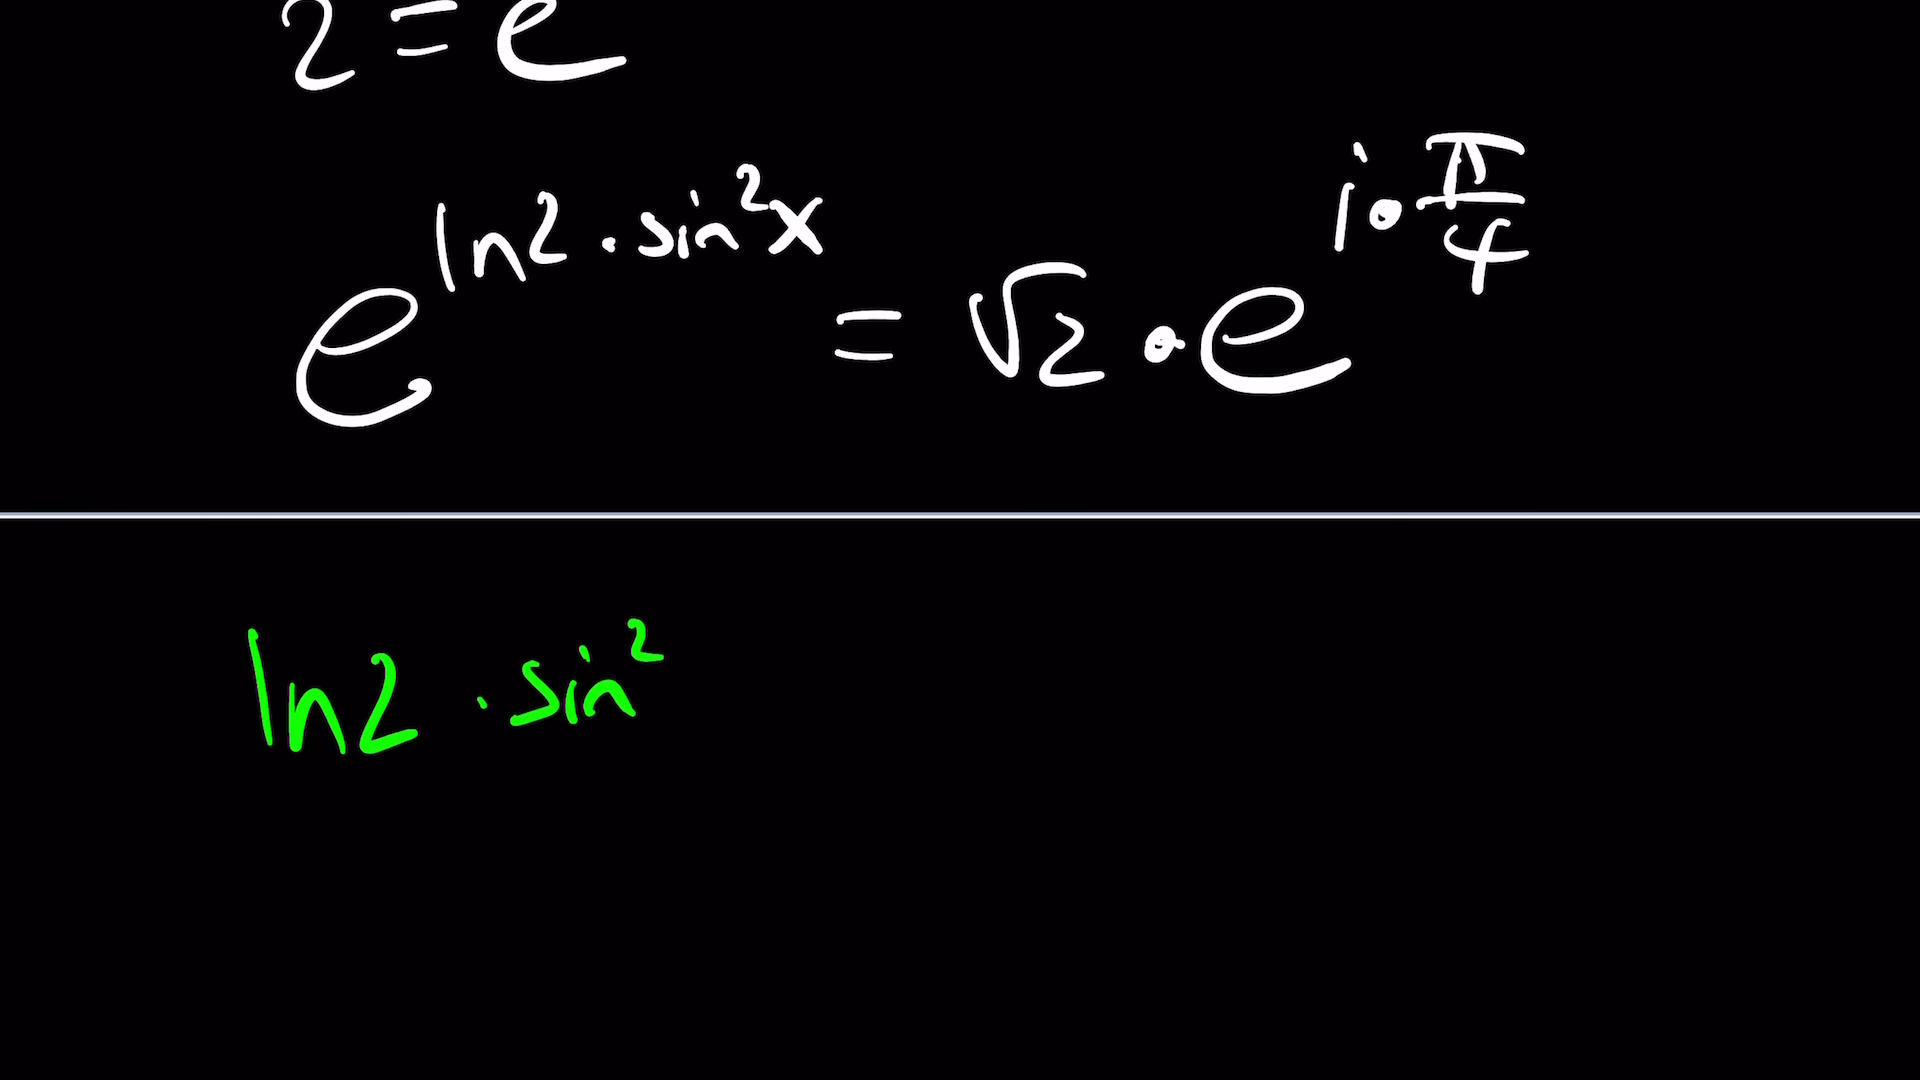 2 = e
e^{ln2 · sin²x} = √2 · e^{i · π/4}
ln2 · sin²